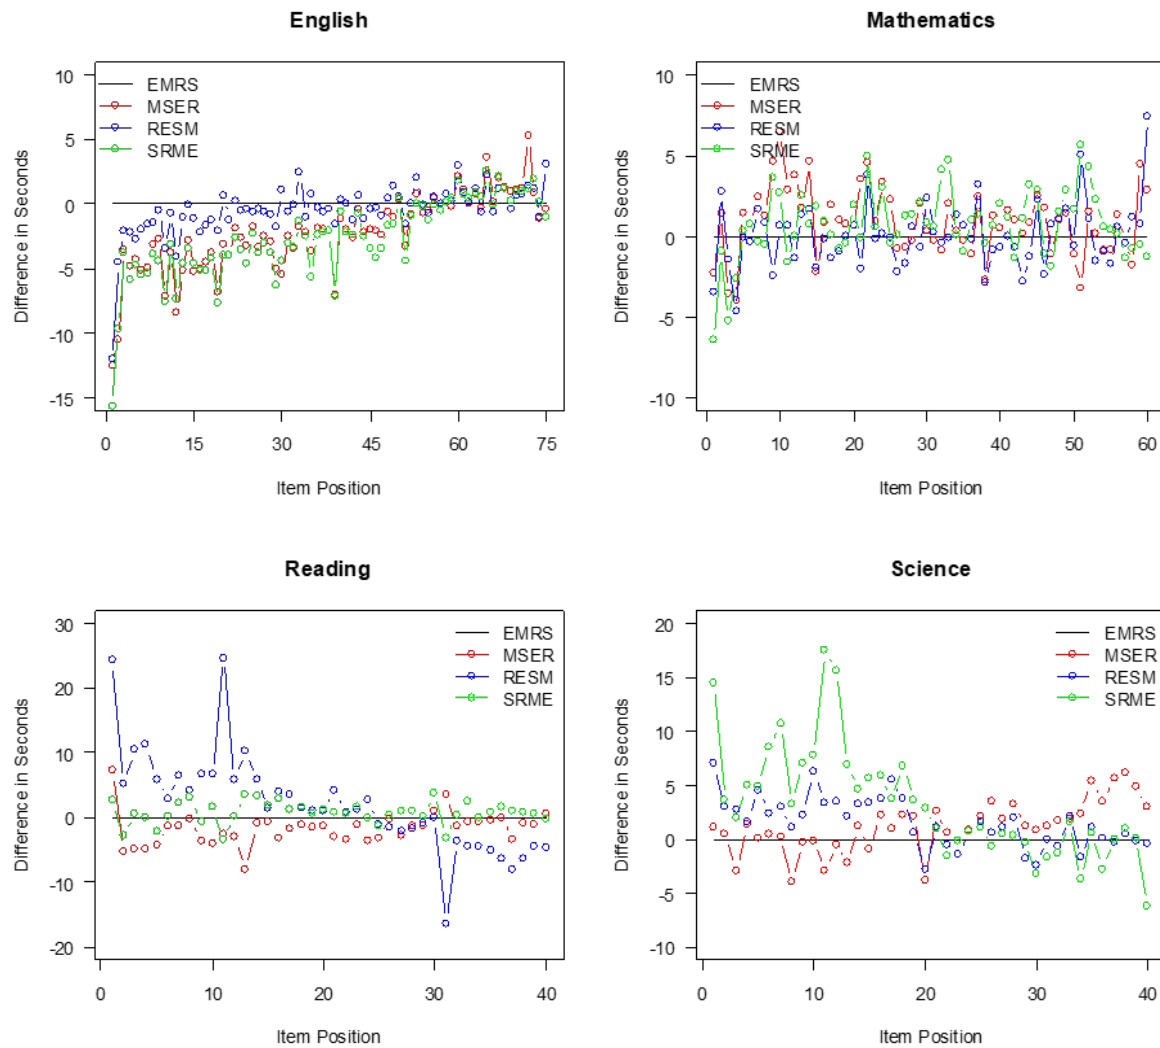 English
10
5
0
-5
-10
-15
Difference in Seconds
EMRS
MSER
RESM
SRME
0
15
30
45
60
75
Item Position
Mathematics
10
5
0
-5
-10
Difference in Seconds
EMRS
MSER
RESM
SRME
0
10
20
30
40
50
60
Item Position
Reading
30
20
10
0
-10
-20
Difference in Seconds
EMRS
MSER
RESM
SRME
0
10
20
30
40
Item Position
Science
20
15
10
5
0
-5
-10
Difference in Seconds
EMRS
MSER
RESM
SRME
0
10
20
30
40
Item Position